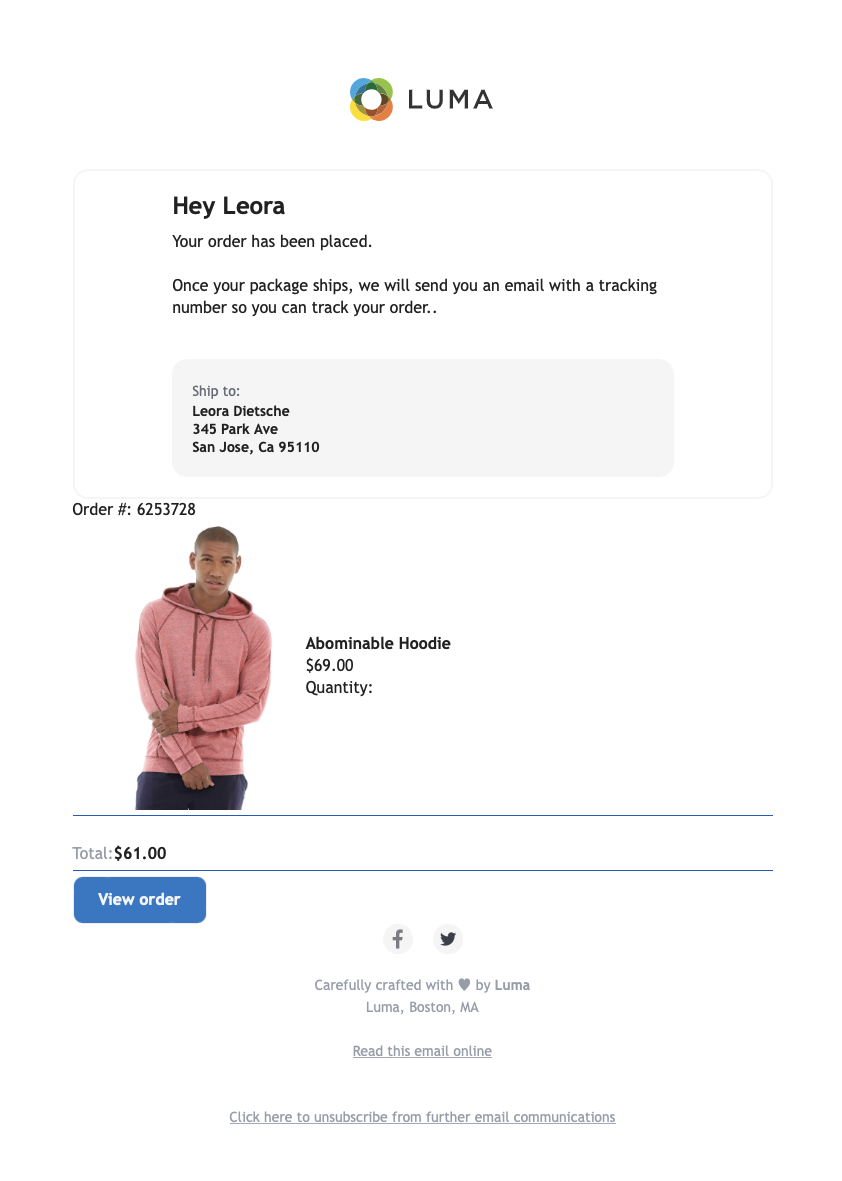 LUMA
Hey Leora
Your order has been placed.
Once your package ships, we will send you an email with a tracking
number so you can track your order..
Ship to:
Leora Dietsche
345 Park Ave
San Jose, Ca 95110
Order #: 6253728
Abominable Hoodie
$69.00
Quantity:
Total:$61.00
View order
Carefully crafted with ♥ by Luma
Luma, Boston, MA
Read this email online
Click here to unsubscribe from further email communications